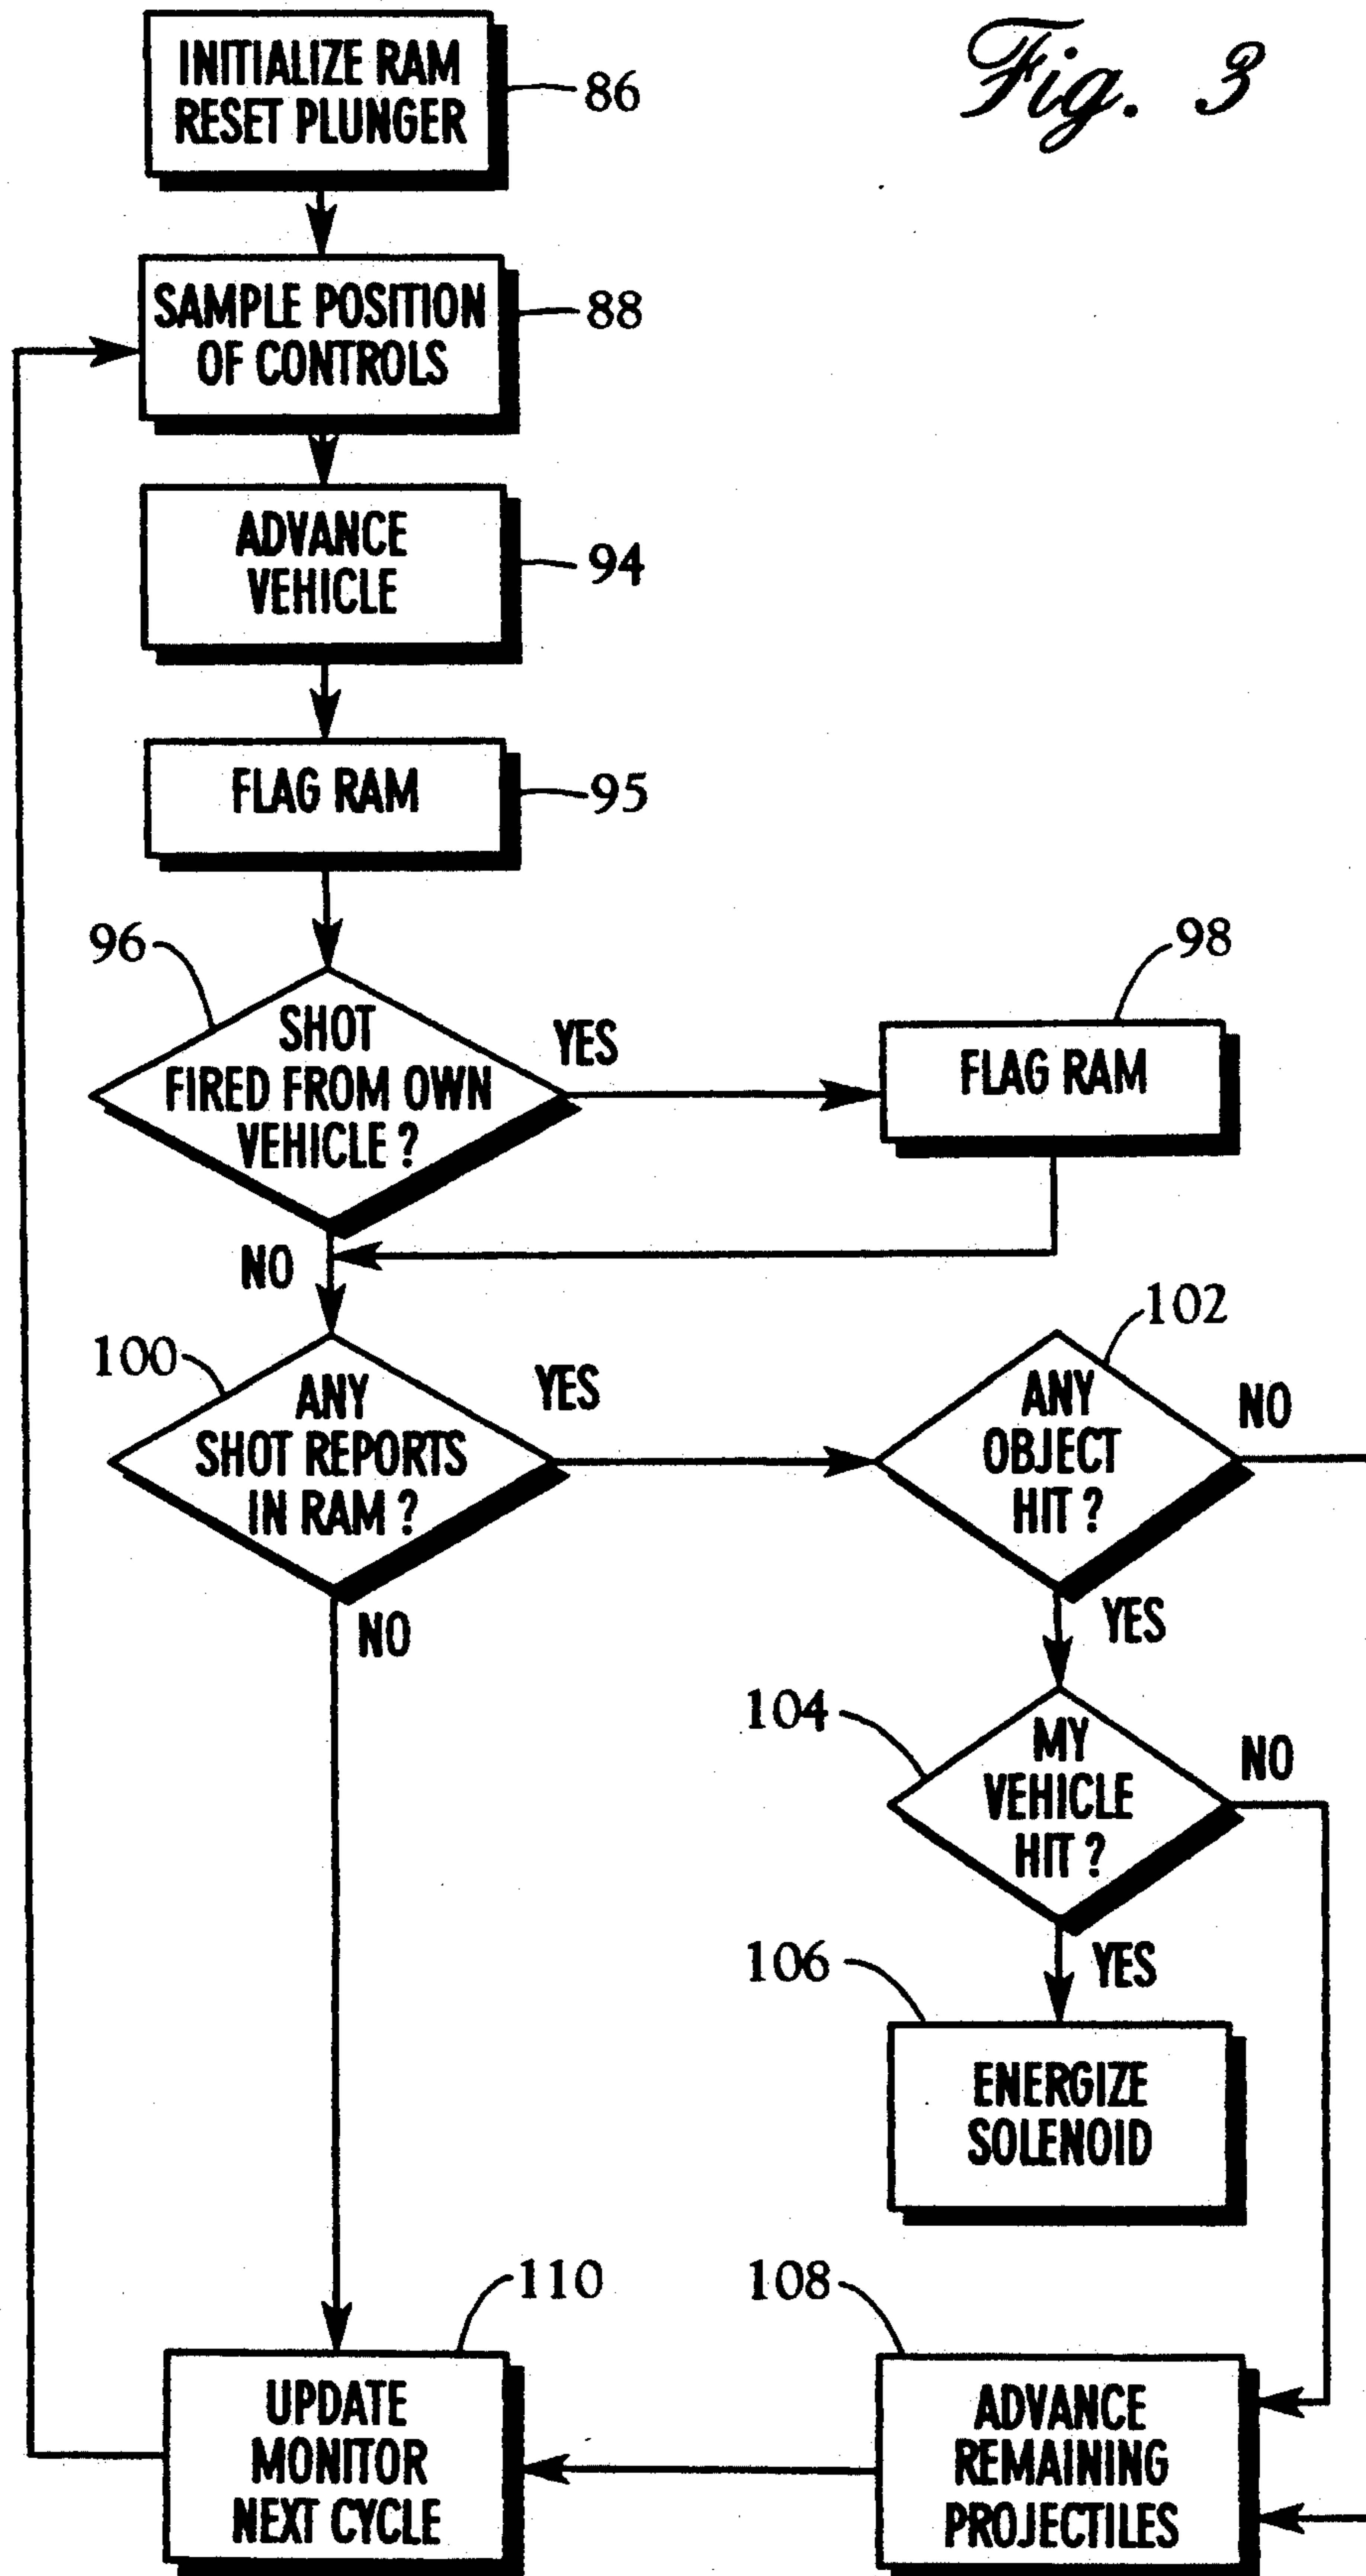 Fig. 3
INITIALIZE RAM
RESET PLUNGER
86
SAMPLE POSITION
OF CONTROLS
88
ADVANCE
VEHICLE
94
FLAG RAM
95
96
SHOT
FIRED FROM OWN
VEHICLE ?
YES
98
FLAG RAM
NO
100
ANY
SHOT REPORTS
IN RAM ?
YES
102
ANY
OBJECT
HIT ?
NO
NO
YES
104
MY
VEHICLE
HIT ?
NO
YES
106
ENERGIZE
SOLENOID
110
UPDATE
MONITOR
NEXT CYCLE
108
ADVANCE
REMAINING
PROJECTILES